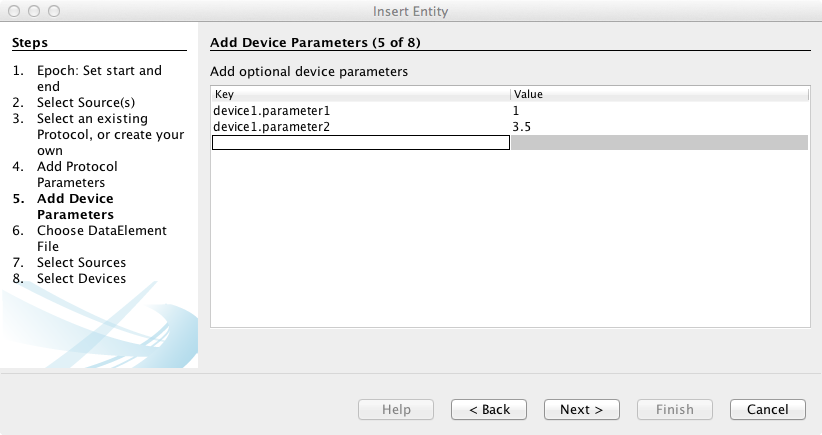 Insert Entity
Steps
1. Epoch: Set start and
end
2. Select Source(s)
3. Select an existing
Protocol, or create your
own
4. Add Protocol
Parameters
5. Add Device
Parameters
6. Choose DataElement
File
7. Select Sources
8. Select Devices
Add Device Parameters (5 of 8)
Add optional device parameters
Key Value
device1.parameter1 1
device1.parameter2 3.5
Help < Back Next > Finish Cancel